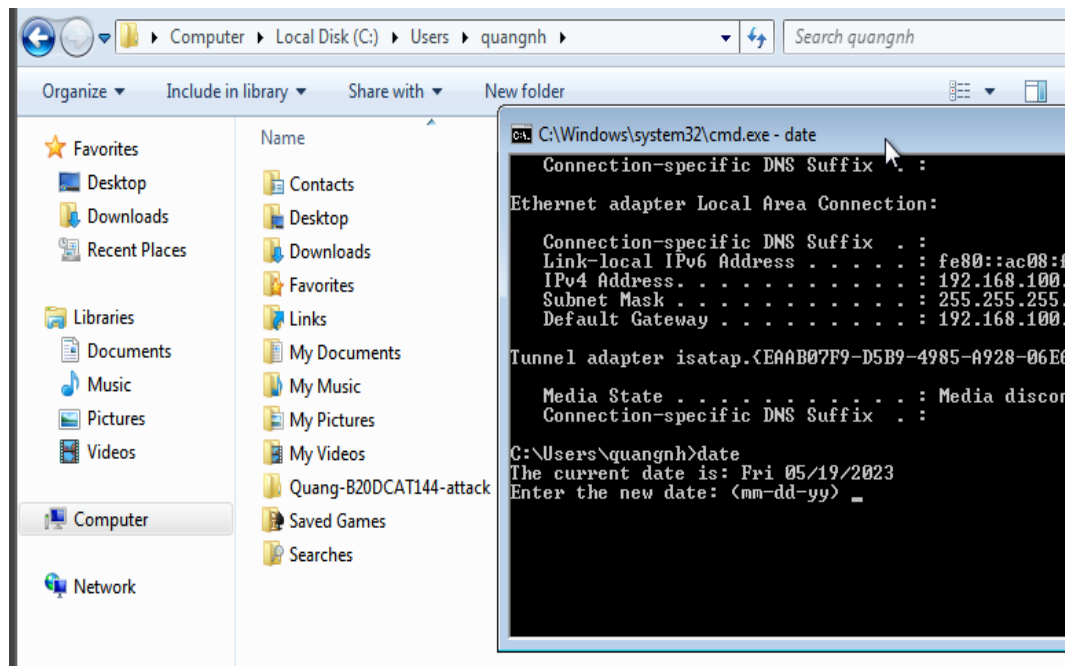 Computer ▸ Local Disk (C:) ▸ Users ▸ quangnh ▸
Search quangnh
Organize Include in library Share with New folder
Favorites
Desktop
Downloads
Recent Places
Libraries
Documents
Music
Pictures
Videos
Computer
Network
Name
Contacts
Desktop
Downloads
Favorites
Links
My Documents
My Music
My Pictures
My Videos
Quang-B20DCAT144-attack
Saved Games
Searches
C:\Windows\system32\cmd.exe - date
Connection-specific DNS Suffix . :
Ethernet adapter Local Area Connection:
Connection-specific DNS Suffix . :
Link-local IPv6 Address . . . . . : fe80::ac08:f
IPv4 Address. . . . . . . . . . . : 192.168.100.
Subnet Mask . . . . . . . . . . . : 255.255.255.
Default Gateway . . . . . . . . . : 192.168.100.
Tunnel adapter isatap.{EAAB07F9-D5B9-4985-A928-06E6
Media State . . . . . . . . . . . : Media discon
Connection-specific DNS Suffix . :
C:\Users\quangnh>date
The current date is: Fri 05/19/2023
Enter the new date: (mm-dd-yy) _